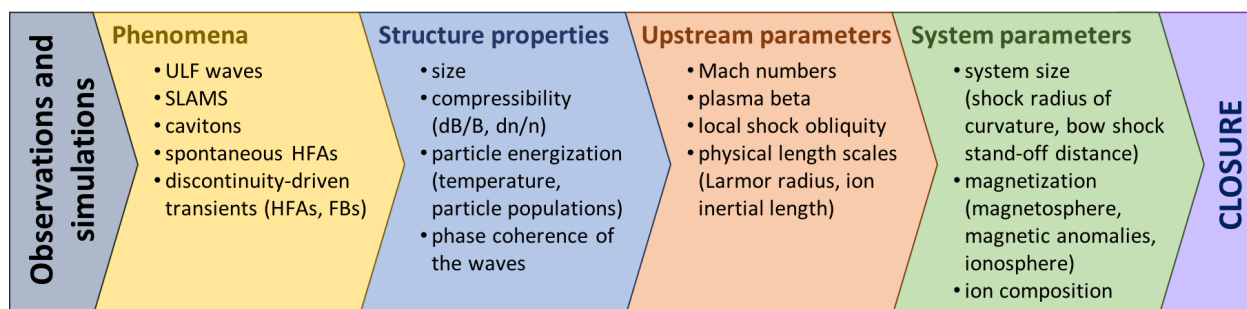 Observations and
simulations
Phenomena
• ULF waves
• SLAMS
• cavitons
• spontaneous HFAs
• discontinuity-driven
transients (HFAs, FBs)
Structure properties
• size
• compressibility
(dB/B, dn/n)
• particle energization
(temperature,
particle populations)
• phase coherence of
the waves
Upstream parameters
• Mach numbers
• plasma beta
• local shock obliquity
• physical length scales
(Larmor radius, ion
inertial length)
System parameters
• system size
(shock radius of
curvature, bow shock
stand-off distance)
• magnetization
(magnetosphere,
magnetic anomalies,
ionosphere)
• ion composition
CLOSURE